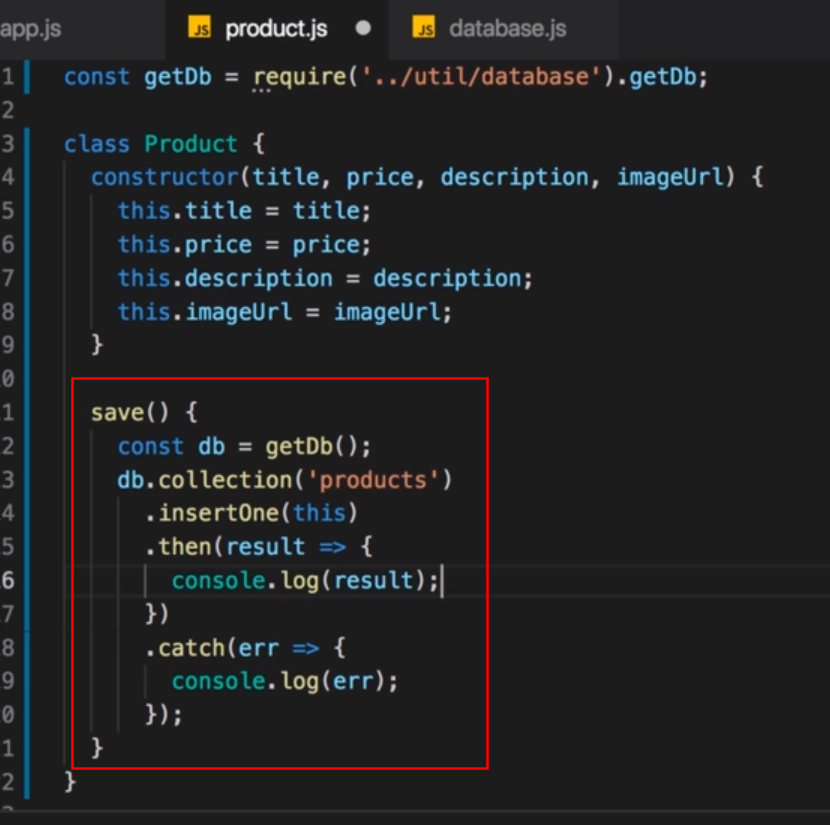 app.js JS product.js JS database.js
1 const getDb = require('../util/database').getDb;
2
3 class Product {
4 constructor(title, price, description, imageUrl) {
5 this.title = title;
6 this.price = price;
7 this.description = description;
8 this.imageUrl = imageUrl;
9 }
0
1 save() {
2 const db = getDb();
3 db.collection('products')
4 .insertOne(this)
5 .then(result => {
6 console.log(result);
7 })
8 .catch(err => {
9 console.log(err);
0 });
1 }
2 }